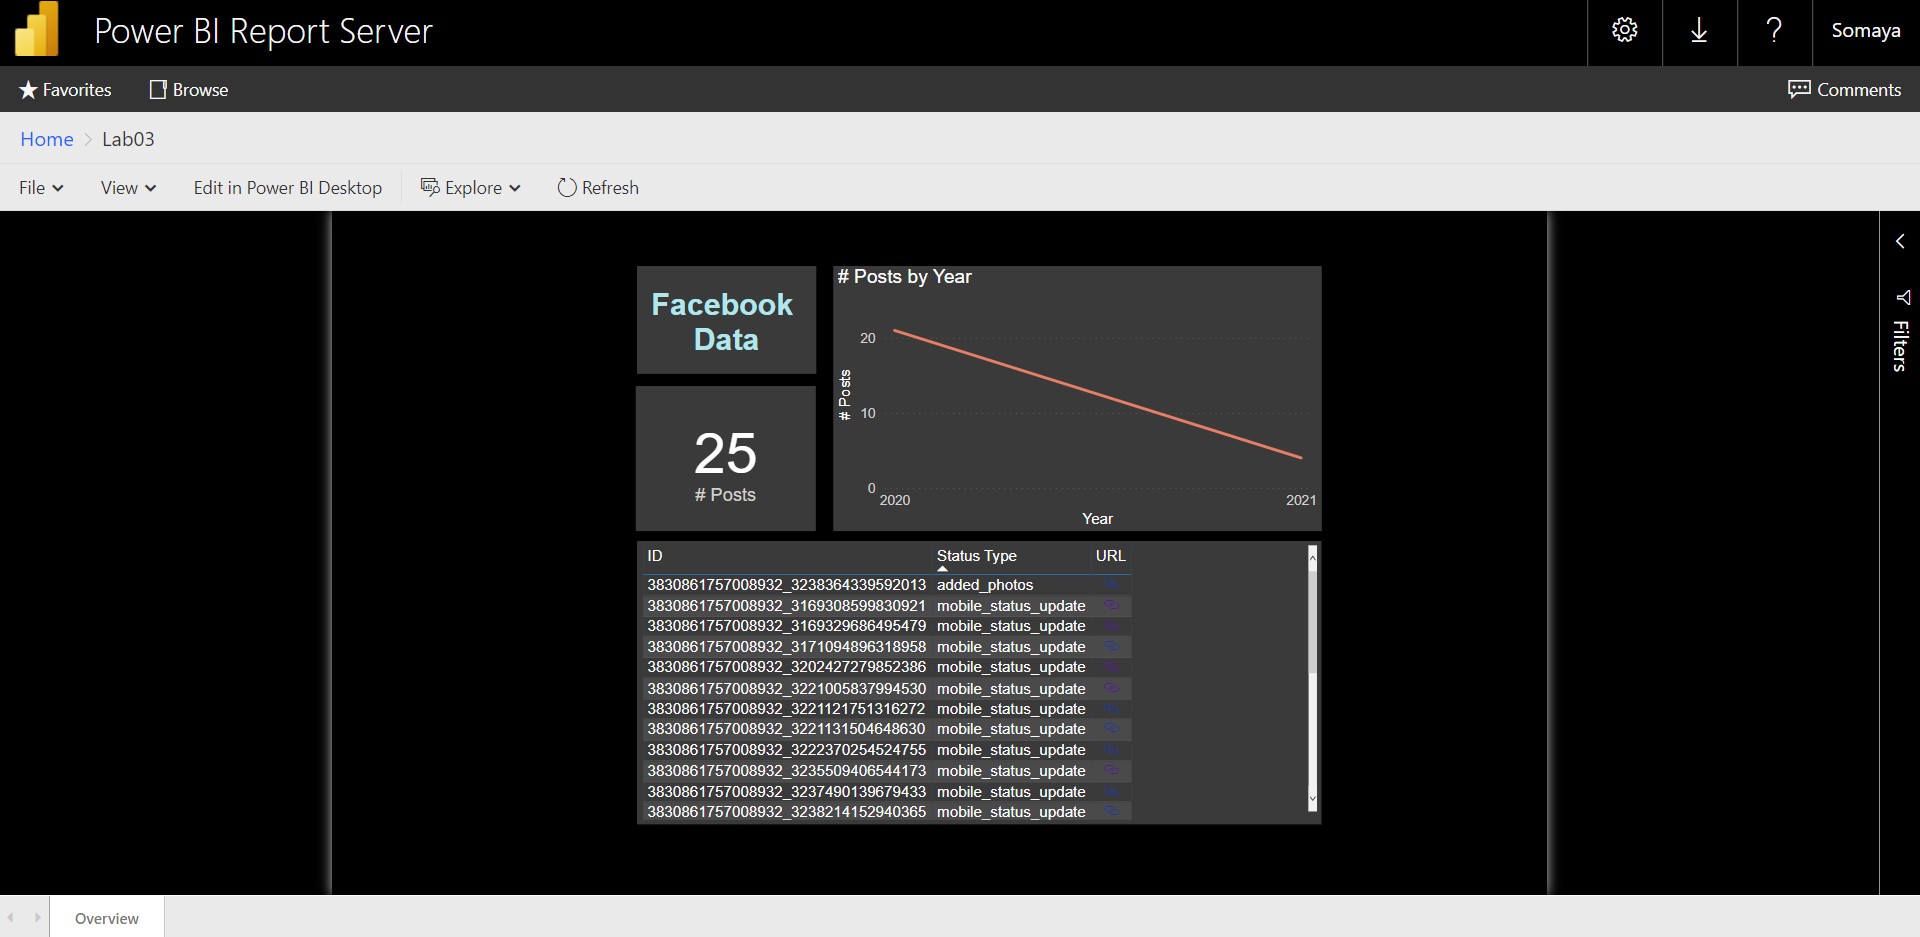 Power BI Report Server
?
Somaya
Favorites
Browse
Comments
Home > Lab03
File
View
Edit in Power BI Desktop
Explore
Refresh
Filters
Facebook
Data
25
# Posts
# Posts by Year
# Posts
20
10
0
2020
2021
Year
ID Status Type URL
3830861757008932_3238364339592013 added_photos
3830861757008932_3169308599830921 mobile_status_update
3830861757008932_3169329686495479 mobile_status_update
3830861757008932_3171094896318958 mobile_status_update
3830861757008932_3202427279852386 mobile_status_update
3830861757008932_3221005837994530 mobile_status_update
3830861757008932_3221121751316272 mobile_status_update
3830861757008932_3221131504648630 mobile_status_update
3830861757008932_3222370254524755 mobile_status_update
3830861757008932_3235509406544173 mobile_status_update
3830861757008932_3237490139679433 mobile_status_update
3830861757008932_3238214152940365 mobile_status_update
Overview